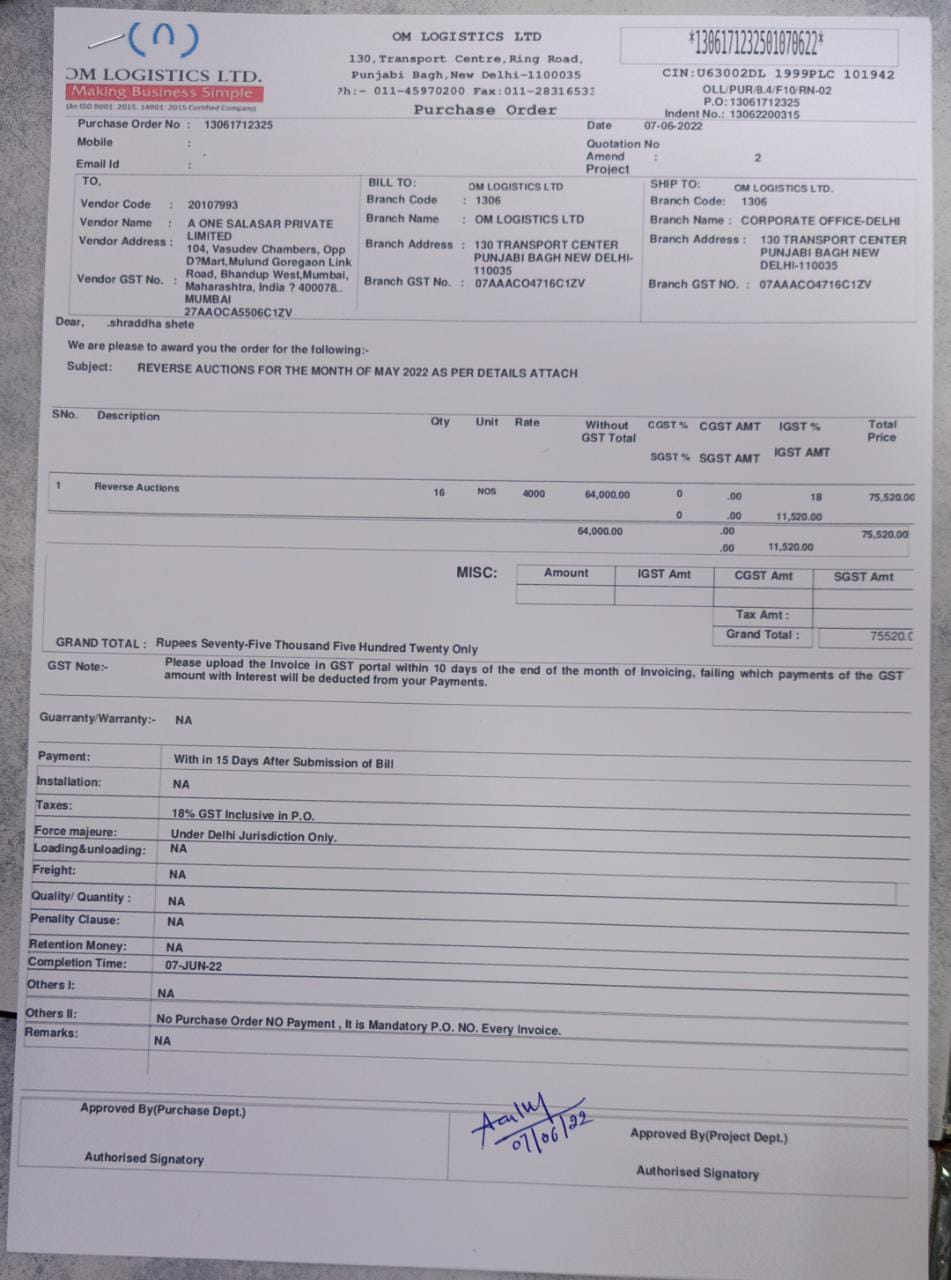 OM LOGISTICS LTD
*1306171232501070622*
130,Transport Centre,Ring Road,
Punjabi Bagh,New Delhi-1100035
CIN:U63002DL 1999PLC 101942
OM LOGISTICS LTD.
Making Business Simple
(An ISO 9001: 2015, 14001: 2015 Certified Company)
Ph:- 011-45970200 Fax:011-28316533
OLL/PUR/8.4/F10/RN-02
P.O: 13061712325
Purchase Order
Indent No.: 13062200315
Purchase Order No : 13061712325
Date 07-06-2022
Mobile :
Quotation No
Amend : 2
Email Id :
Project
TO,
BILL TO: OM LOGISTICS LTD
SHIP TO: OM LOGISTICS LTD.
Vendor Code : 20107993
Branch Code : 1306
Branch Code: 1306
Vendor Name : A ONE SALASAR PRIVATE
LIMITED
Branch Name : OM LOGISTICS LTD
Branch Name : CORPORATE OFFICE-DELHI
Vendor Address : 104, Vasudev Chambers, Opp
D?Mart,Mulund Goregaon Link
Road, Bhandup West,Mumbai,
Maharashtra, India ? 400078..
MUMBAI
Branch Address : 130 TRANSPORT CENTER
PUNJABI BAGH NEW DELHI-
110035
Branch Address : 130 TRANSPORT CENTER
PUNJABI BAGH NEW
DELHI-110035
Vendor GST No. : 27AAOCA5506C1ZV
Branch GST No. : 07AAACO4716C1ZV
Branch GST NO. : 07AAACO4716C1ZV
Dear, .shraddha shete
We are please to award you the order for the following:-
Subject: REVERSE AUCTIONS FOR THE MONTH OF MAY 2022 AS PER DETAILS ATTACH
SNo. Description Qty Unit Rate Without GST Total CGST % CGST AMT IGST % Total Price
SGST % SGST AMT IGST AMT
1 Reverse Auctions 16 NOS 4000 64,000.00 0 .00 18 75,520.00
0 .00 11,520.00
64,000.00 .00 75,520.00
.00 11,520.00
MISC: Amount IGST Amt CGST Amt SGST Amt
Tax Amt :
Grand Total : 75520.0
GRAND TOTAL : Rupees Seventy-Five Thousand Five Hundred Twenty Only
GST Note:- Please upload the Invoice in GST portal within 10 days of the end of the month of Invoicing, failing which payments of the GST
amount with Interest will be deducted from your Payments.
Guarranty/Warranty:- NA
Payment: With in 15 Days After Submission of Bill
Installation: NA
Taxes: 18% GST Inclusive in P.O.
Force majeure: Under Delhi Jurisdiction Only.
Loading&unloading: NA
Freight: NA
Quality/ Quantity : NA
Penality Clause: NA
Retention Money: NA
Completion Time: 07-JUN-22
Others I: NA
Others II: No Purchase Order NO Payment , It is Mandatory P.O. NO. Every Invoice.
Remarks: NA
Approved By(Purchase Dept.)
07/06/22
Approved By(Project Dept.)
Authorised Signatory
Authorised Signatory